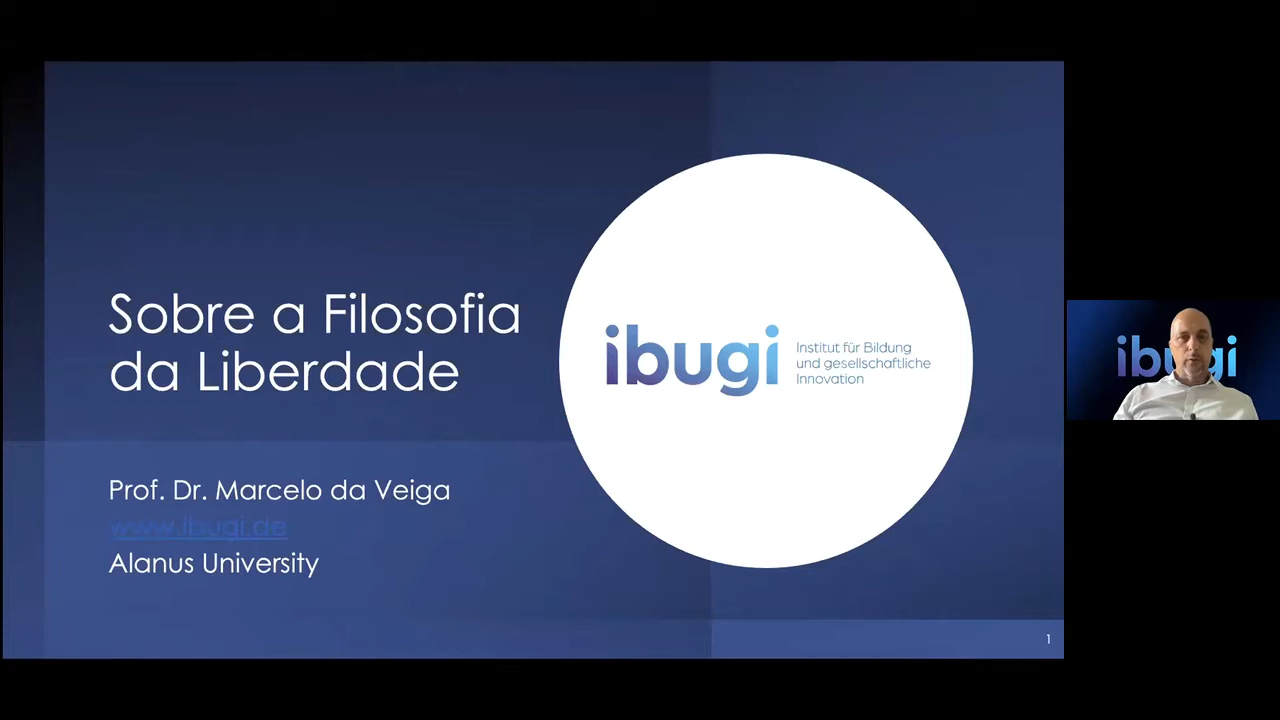 Sobre a Filosofia
da Liberdade
ibugi
Institut für Bildung
und gesellschaftliche
Innovation
Prof. Dr. Marcelo da Veiga
www.ibugi.de
Alanus University
1
ibugi